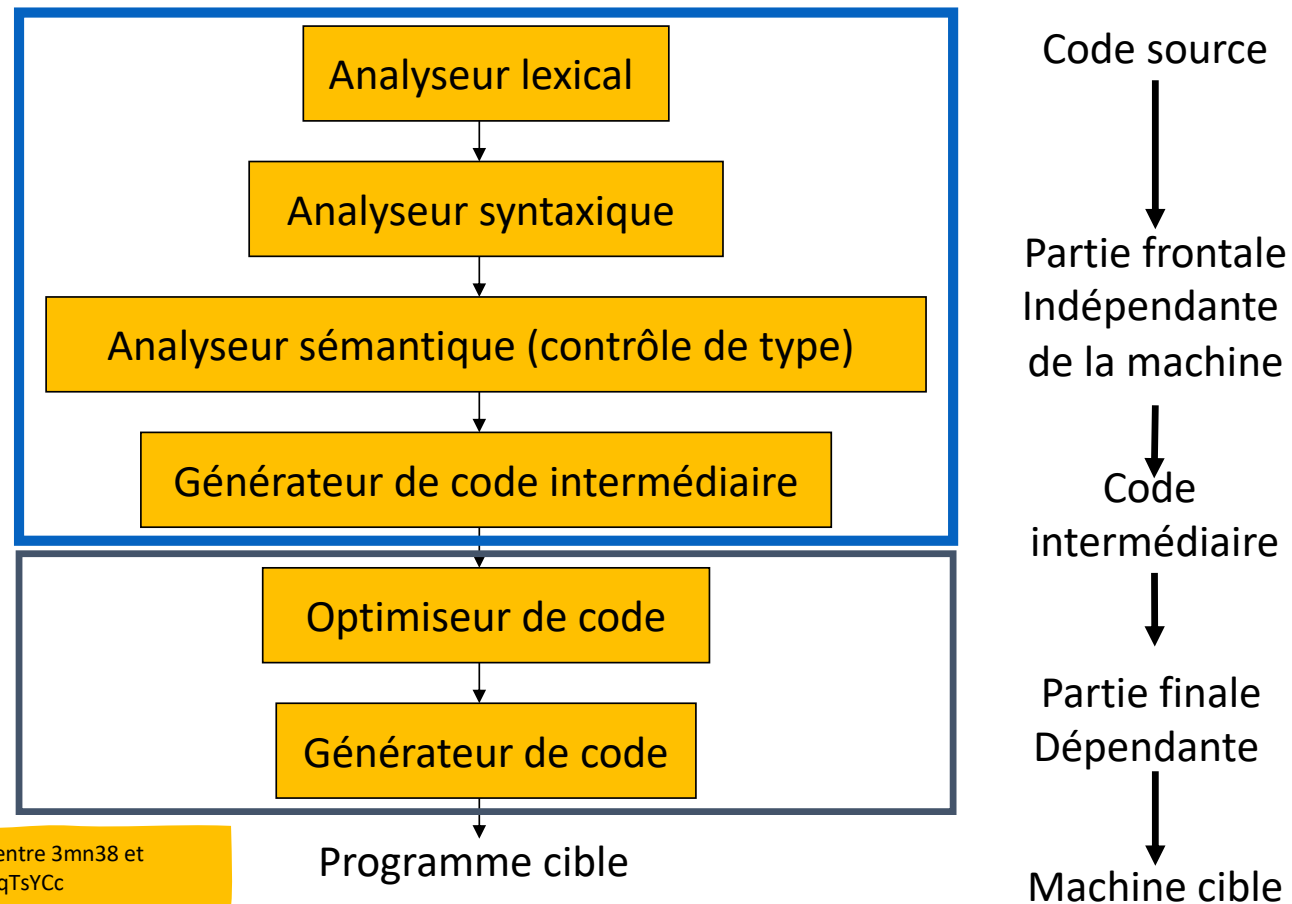 Analyseur lexical
Analyseur syntaxique
Analyseur sémantique (contrôle de type)
Générateur de code intermédiaire
Optimiseur de code
Générateur de code
Programme cible
entre 3mn38 et
qTsYCc
Code source
Partie frontale
Indépendante
de la machine
Code
intermédiaire
Partie finale
Dépendante
Machine cible